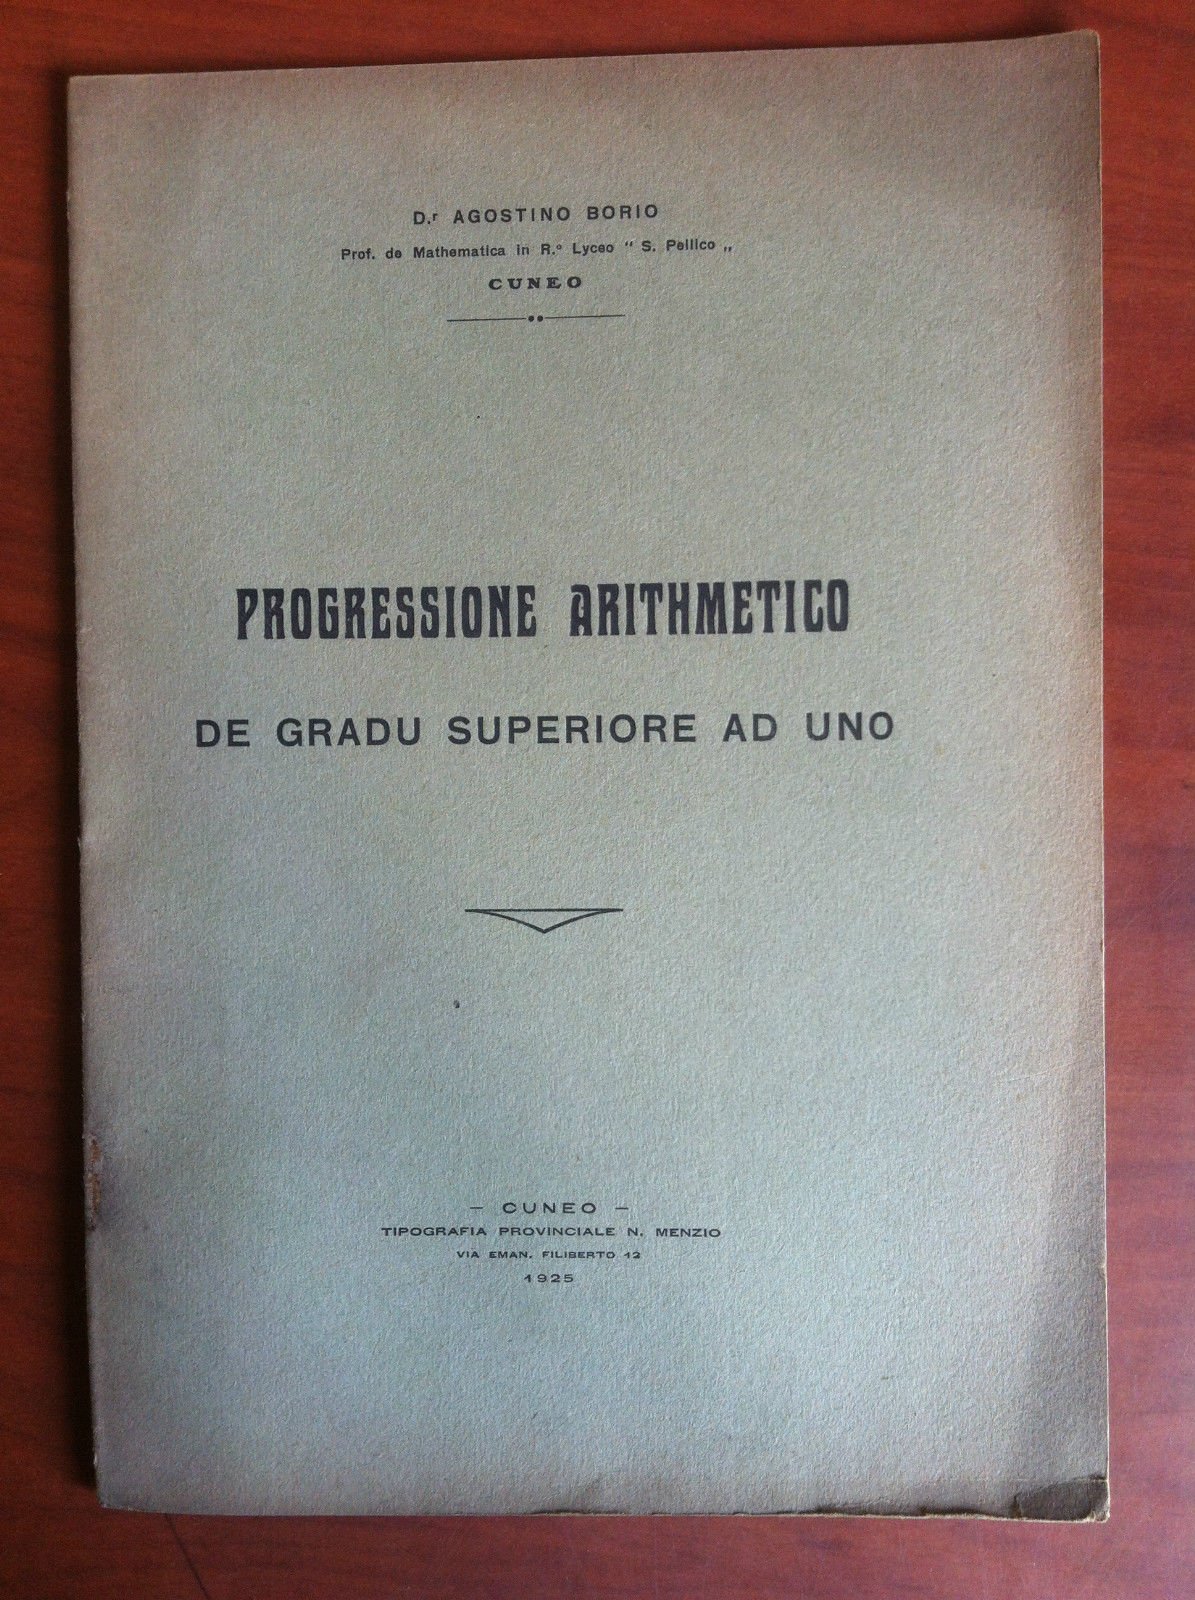 D.r AGOSTINO BORIO
Prof. de Mathematica in R.o Lyceo " S. Pellico „
CUNEO
PROGRESSIONE ARITHMETICO
DE GRADU SUPERIORE AD UNO
– CUNEO –
TIPOGRAFIA PROVINCIALE N. MENZIO
VIA EMAN. FILIBERTO 12
1925